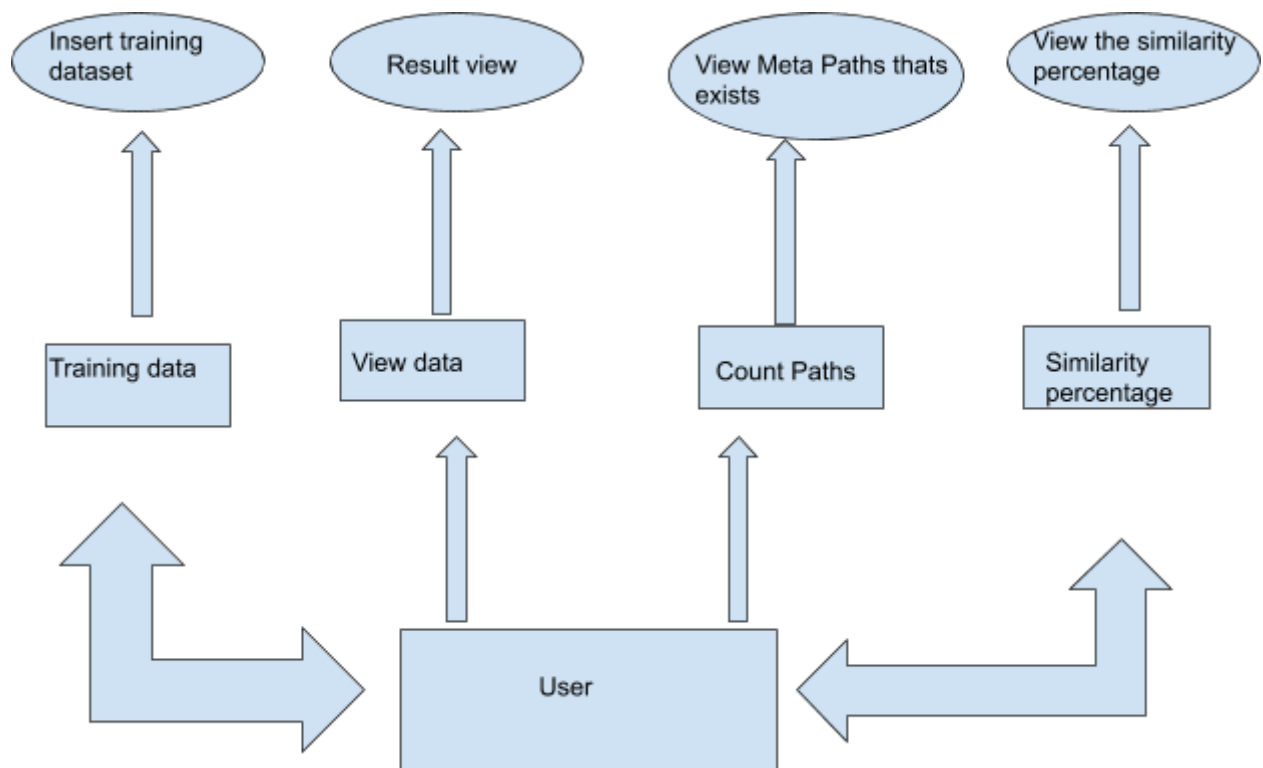 Insert training
dataset
Result view
View Meta Paths thats
exists
View the similarity
percentage
Training data
View data
Count Paths
Similarity
percentage
User